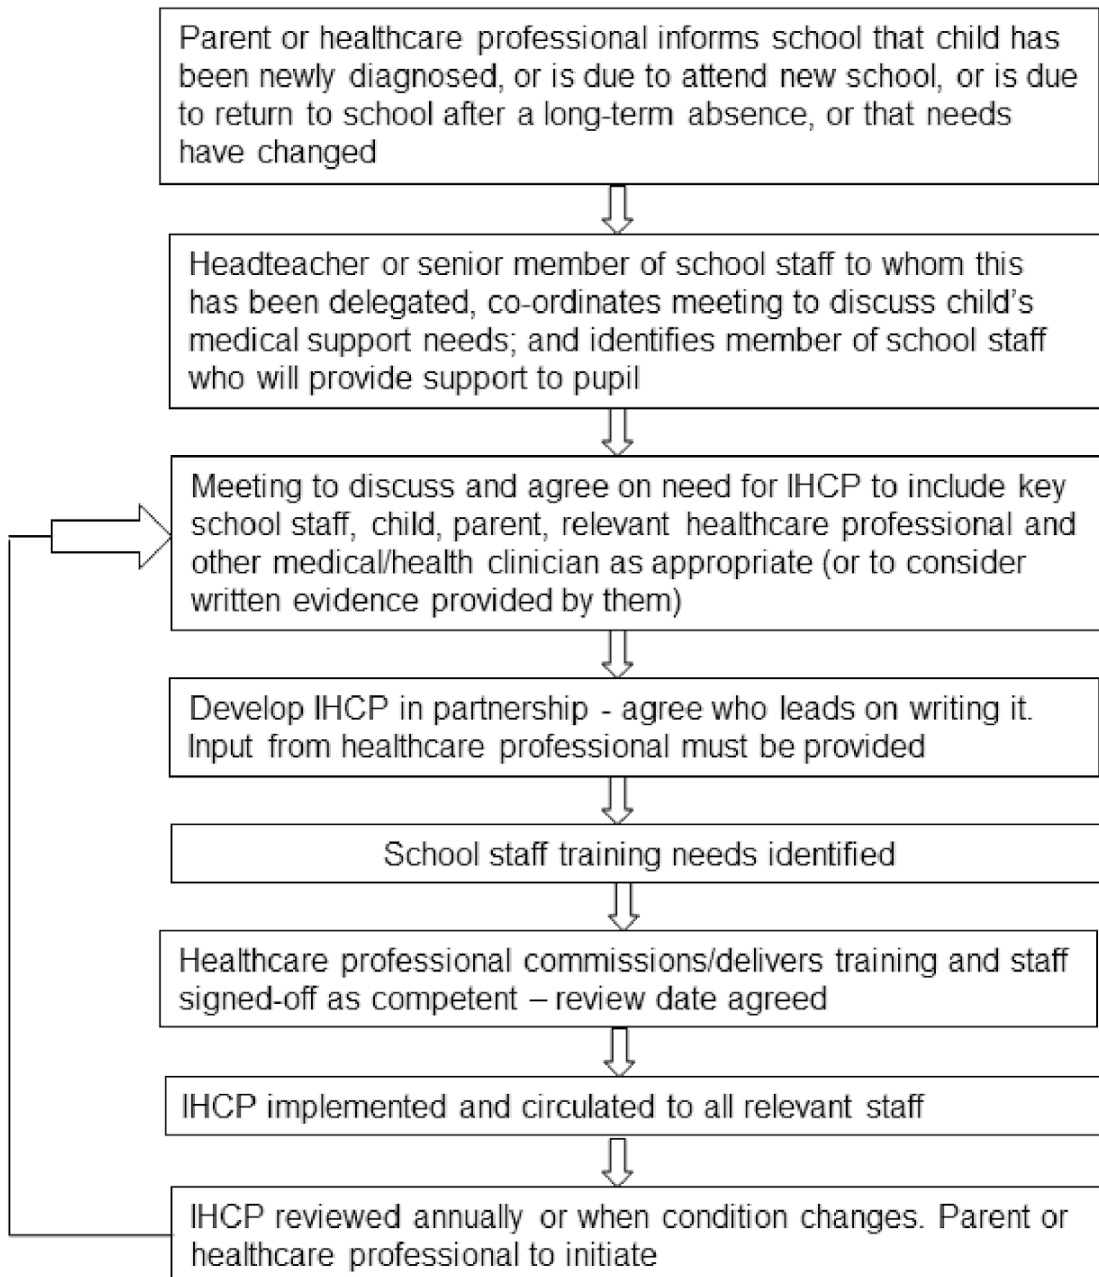 Parent or healthcare professional informs school that child has
been newly diagnosed, or is due to attend new school, or is due
to return to school after a long-term absence, or that needs
have changed
Headteacher or senior member of school staff to whom this
has been delegated, co-ordinates meeting to discuss child's
medical support needs; and identifies member of school staff
who will provide support to pupil
Meeting to discuss and agree on need for IHCP to include key
school staff, child, parent, relevant healthcare professional and
other medical/health clinician as appropriate (or to consider
written evidence provided by them)
Develop IHCP in partnership - agree who leads on writing it.
Input from healthcare professional must be provided
School staff training needs identified
Healthcare professional commissions/delivers training and staff
signed-off as competent – review date agreed
IHCP implemented and circulated to all relevant staff
IHCP reviewed annually or when condition changes. Parent or
healthcare professional to initiate